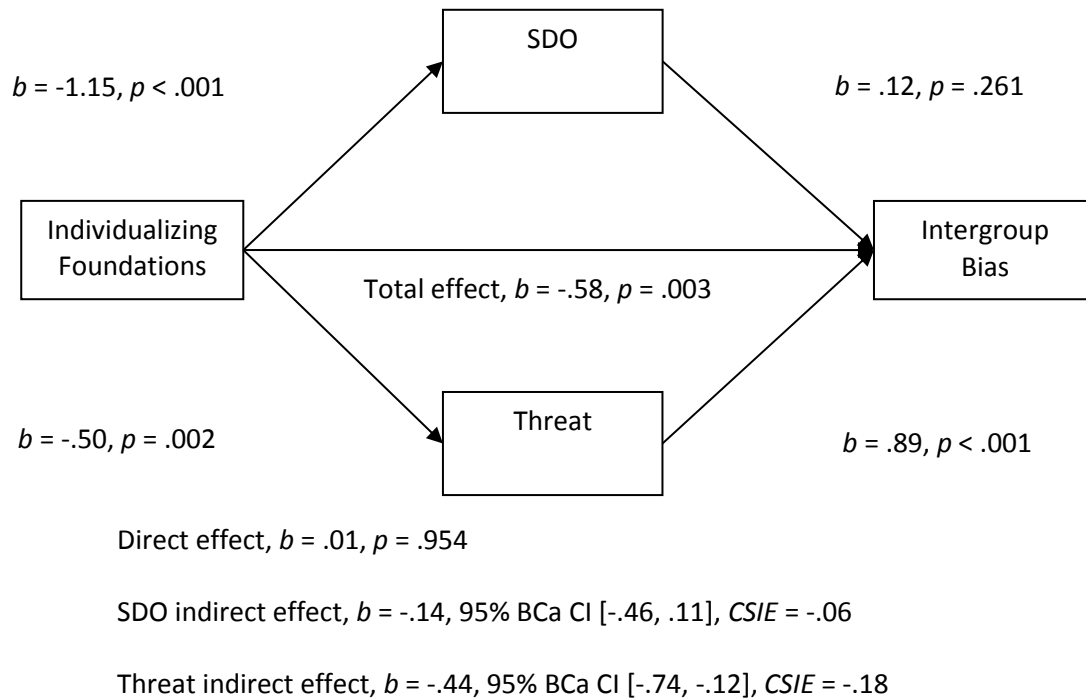 SDO
b = -1.15, p < .001
b = .12, p = .261
Individualizing
Foundations
Intergroup
Bias
Total effect, b = -.58, p = .003
Threat
b = -.50, p = .002
b = .89, p < .001
Direct effect, b = .01, p = .954
SDO indirect effect, b = -.14, 95% BCa CI [-.46, .11], CSIE = -.06
Threat indirect effect, b = -.44, 95% BCa CI [-.74, -.12], CSIE = -.18